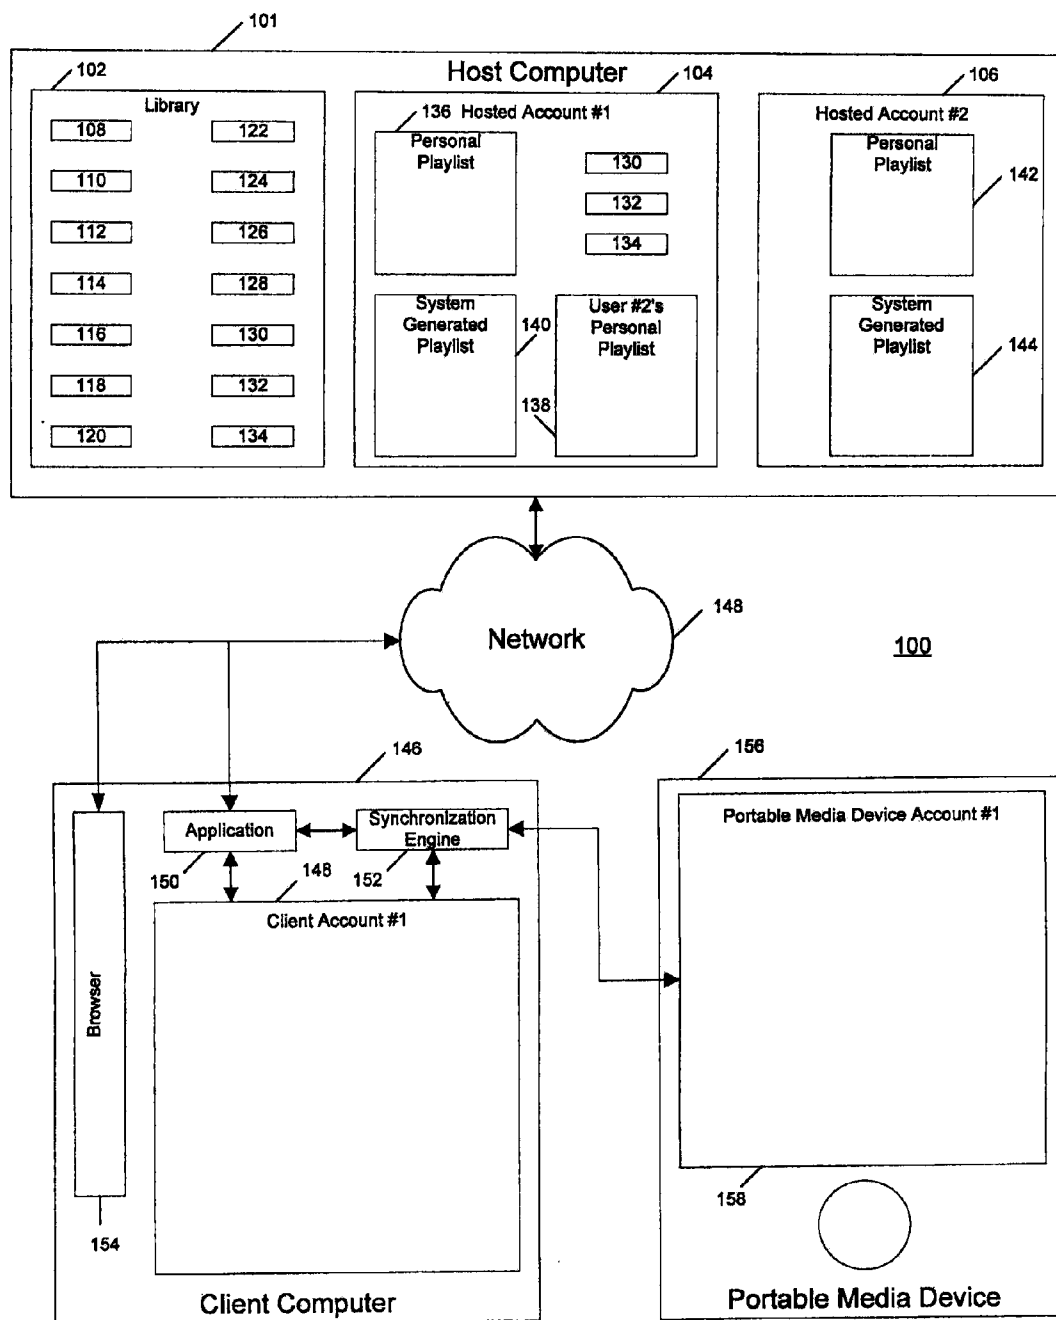 101
Host Computer
102
104
106
Library
108
122
110
124
112
126
114
128
116
130
118
132
120
134
136 Hosted Account #1
Personal
Playlist
130
132
134
System
Generated
Playlist
140
User #2's
Personal
Playlist
138
Hosted Account #2
Personal
Playlist
142
System
Generated
Playlist
144
Network
148
100
146
156
Application
150
Synchronization
Engine
152
148
Client Account #1
Browser
154
Client Computer
Portable Media Device Account #1
158
Portable Media Device